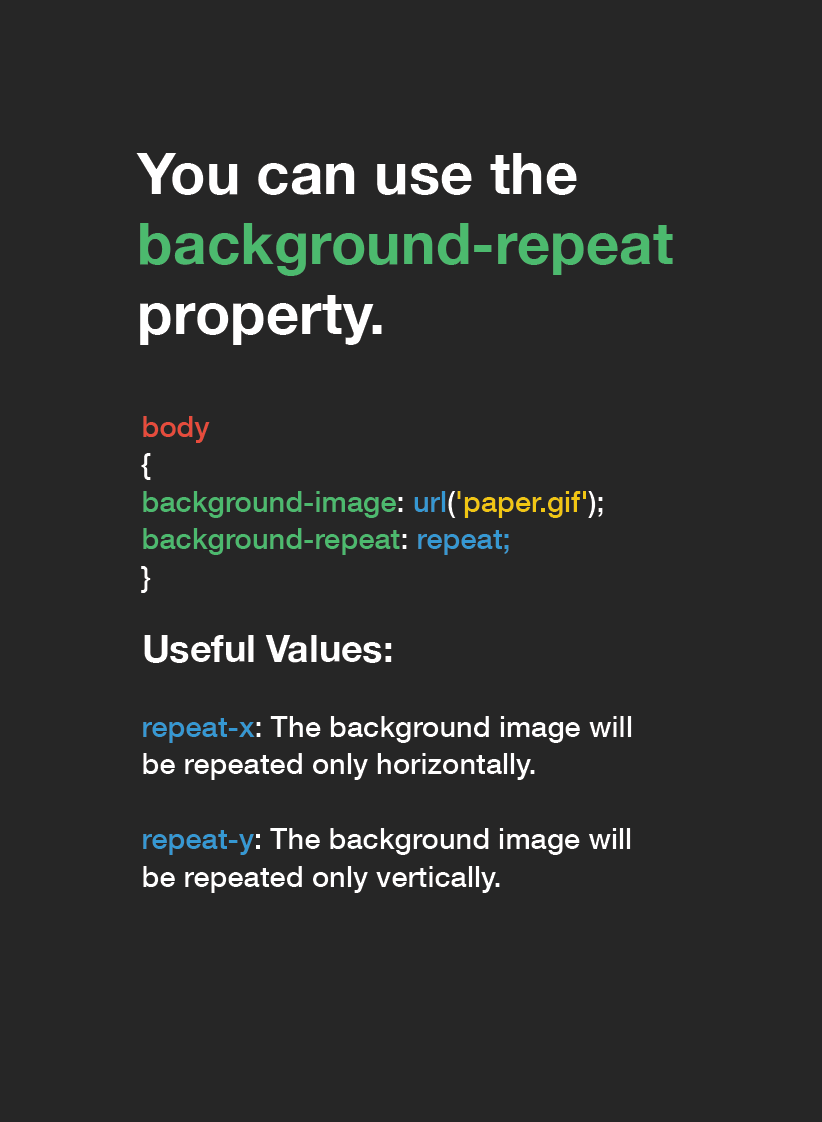 You can use the
background-repeat
property.
body
{
background-image: url('paper.gif');
background-repeat: repeat;
}
Useful Values:
repeat-x: The background image will
be repeated only horizontally.
repeat-y: The background image will
be repeated only vertically.